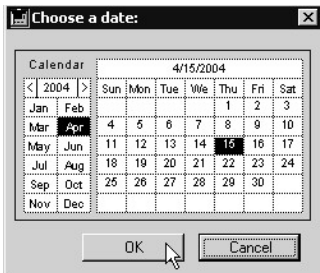 Choose a date:
Calendar
4/15/2004
< 2004 >
Sun Mon Tue We Thu Fri Sat
Jan Feb
1 2 3
Mar Apr
4 5 6 7 8 9 10
May Jun
11 12 13 14 15 16 17
Jul Aug
18 19 20 21 22 23 24
Sep Oct
25 26 27 28 29 30
Nov Dec
OK Cancel